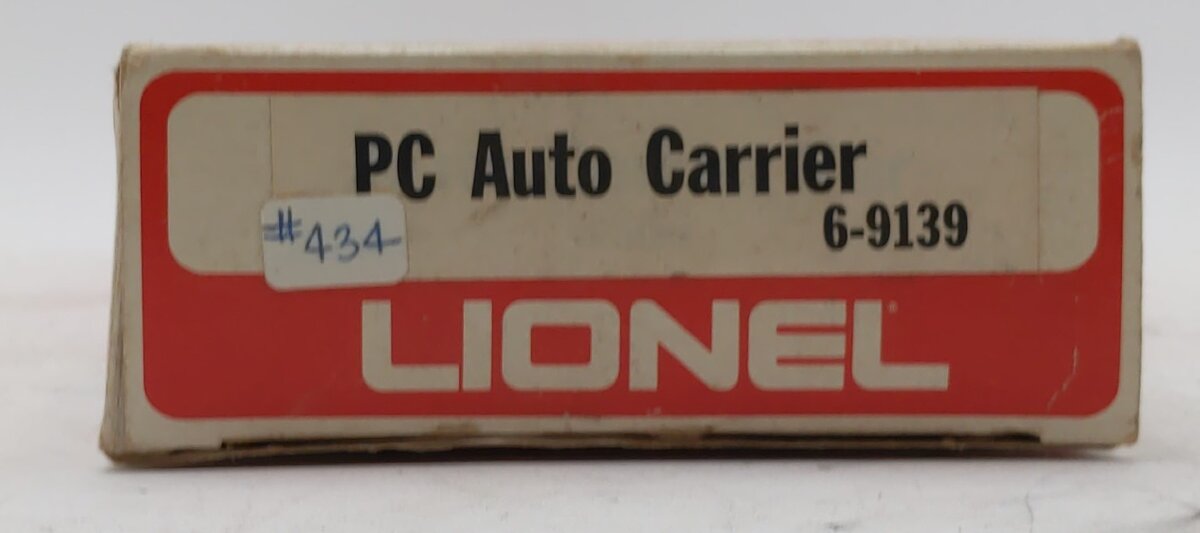 PC Auto Carrier
6-9139
#434
LIONEL